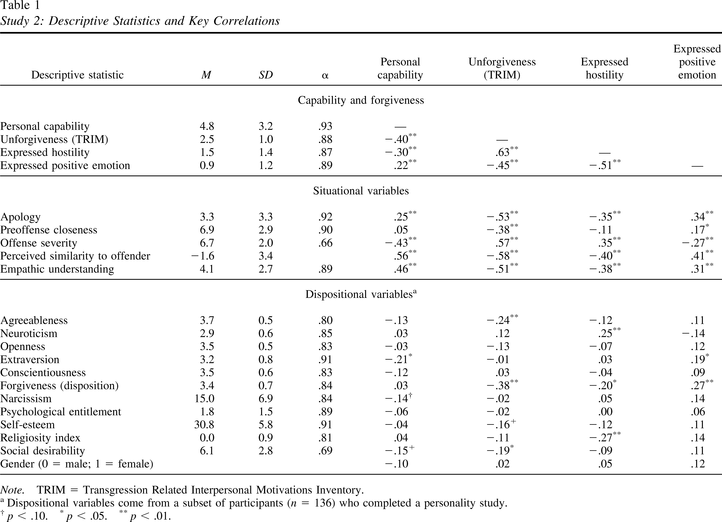 Table 1
Study 2: Descriptive Statistics and Key Correlations
Descriptive statistic M SD α Personal capability Unforgiveness (TRIM) Expressed hostility Expressed positive emotion
Capability and forgiveness
Personal capability 4.8 3.2 .93 —
Unforgiveness (TRIM) 2.5 1.0 .88 −.40** —
Expressed hostility 1.5 1.4 .87 −.30** .63** —
Expressed positive emotion 0.9 1.2 .89 .22** −.45** −.51** —
Situational variables
Apology 3.3 3.3 .92 .25** −.53** −.35** .34**
Preoffense closeness 6.9 2.9 .90 .05 −.38** −.11 .17*
Offense severity 6.7 2.0 .66 −.43** .57** .35** −.27**
Perceived similarity to offender −1.6 3.4 .56** −.58** −.40** .41**
Empathic understanding 4.1 2.7 .89 .46** −.51** −.38** .31**
Dispositional variablesa
Agreeableness 3.7 0.5 .80 −.13 −.24** −.12 .11
Neuroticism 2.9 0.6 .85 .03 .12 .25** −.14
Openness 3.5 0.5 .83 −.03 −.13 −.07 .12
Extraversion 3.2 0.8 .91 −.21* −.01 .03 .19*
Conscientiousness 3.5 0.6 .83 −.12 .03 −.04 .09
Forgiveness (disposition) 3.4 0.7 .84 .03 −.38** −.20* .27**
Narcissism 15.0 6.9 .84 −.14† −.02 .05 .14
Psychological entitlement 1.8 1.5 .89 −.06 −.02 .00 .06
Self-esteem 30.8 5.8 .91 −.04 −.16+ −.12 .11
Religiosity index 0.0 0.9 .81 .04 −.11 −.27** .14
Social desirability 6.1 2.8 .69 −.15+ −.19* −.09 .11
Gender (0 = male; 1 = female) −.10 .02 .05 .12
Note. TRIM = Transgression Related Interpersonal Motivations Inventory.
a Dispositional variables come from a subset of participants (n = 136) who completed a personality study.
† p < .10. * p < .05. ** p < .01.